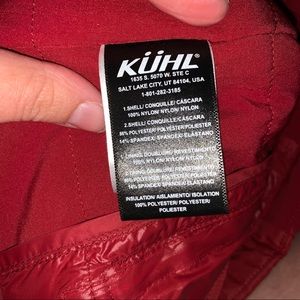 KÜHL®
1635 S. 5070 W. STE C
SALT LAKE CITY, UT 84104, USA
1-801-282-3185
1.SHELL/CONQUILLE/CÁSCARA
100% NYLON/NYLON/NYLON
2.SHELL/CONQUILLE/CÁSCARA
86% POLYESTER/POLYESTER/POLIESTER
14% SPANDEX/SPANDEX/ELASTANO
1.LINING/DOUBLURE/REVESTIMIENTO
100% NYLON/NYLON/NYLON
2.LINING/DOUBLURE/REVESTIMIENTO
86% POLYESTER/POLYESTER/POLIESTER
14% SPANDEX/SPANDEX/ELASTANO
INSULATION/AISLAMIENTO/ISOLATION
100% POLYESTER/POLYESTER/
POLIESTER